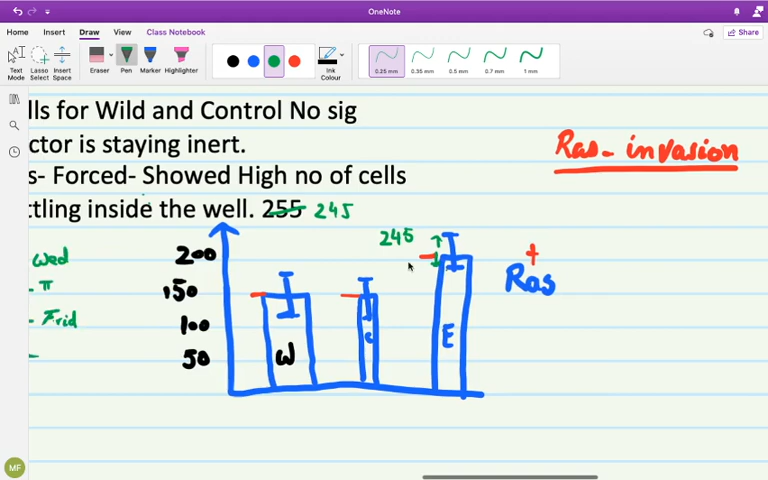 OneNote
Home Insert Draw View Class Notebook
Share
Text Mode
Lasso Select
Insert Space
Eraser
Pen
Marker
Highlighter
Ink Colour
0.25 mm
0.35 mm
0.5 mm
0.7 mm
1 mm
lls for Wild and Control No sig
ctor is staying inert.
s- Forced- Showed High no of cells
ttling inside the well. 255 245
Ras - invasion
Wed
- π
- Frid
-
200
150
100
50
W
C
E
245
+
Ras
MF